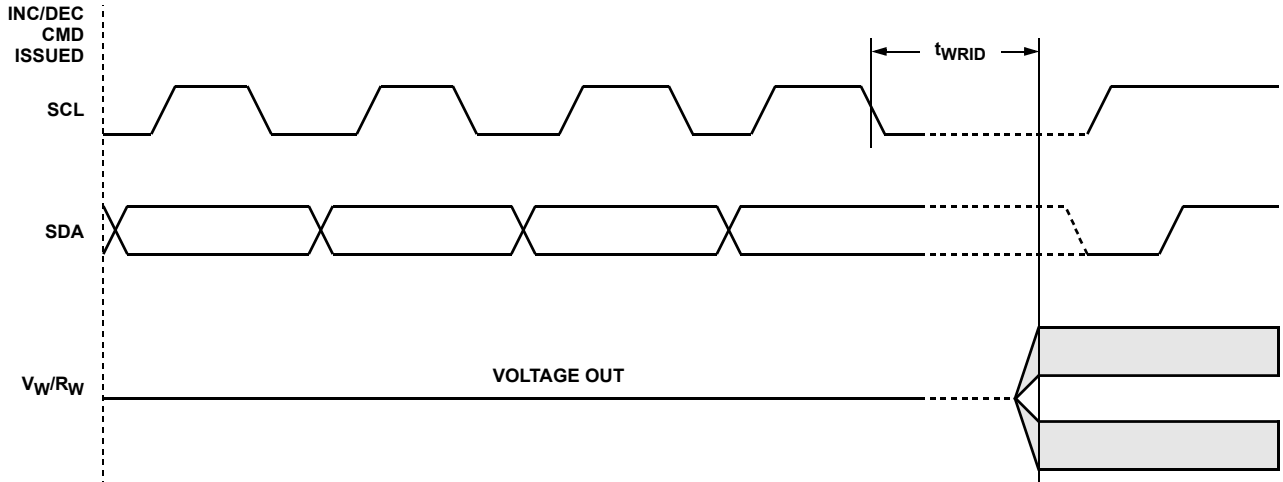 INC/DEC
CMD
ISSUED
tWRID
SCL
SDA
VOLTAGE OUT
VW/RW